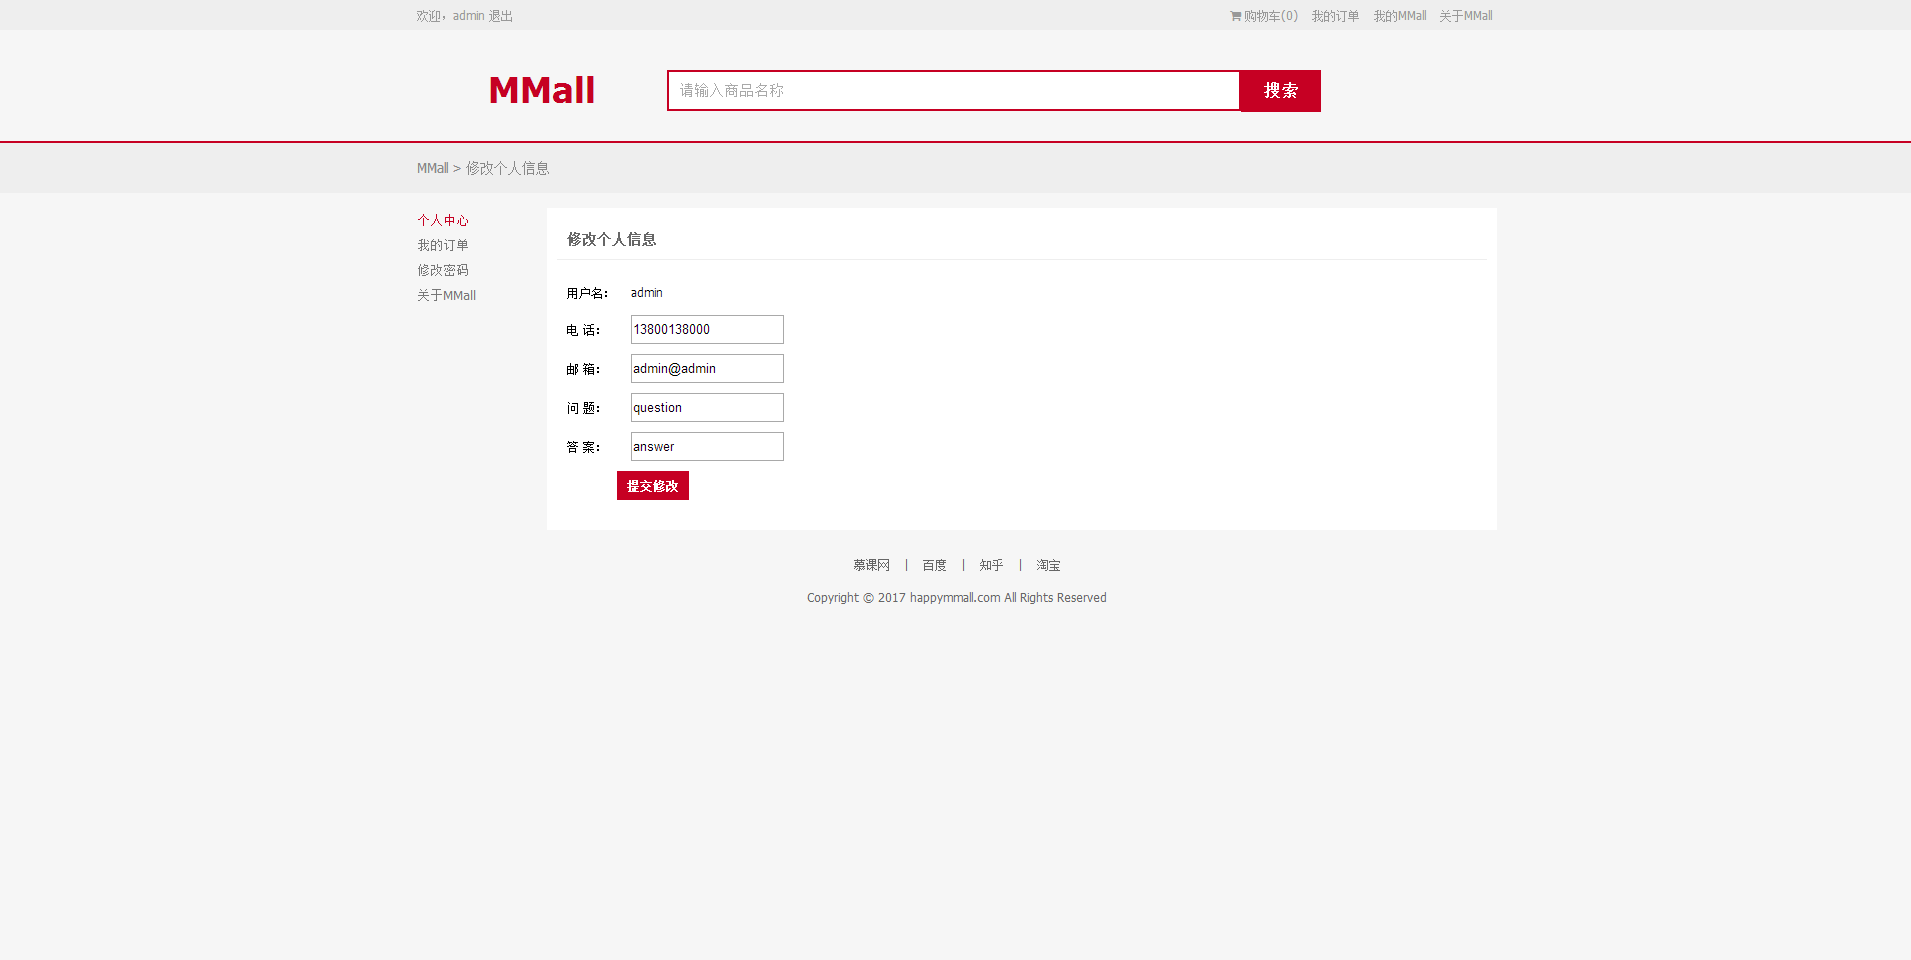 欢迎，admin 退出
购物车(0) 我的订单 我的MMall 关于MMall
MMall
请输入商品名称
搜索
MMall > 修改个人信息
个人中心
我的订单
修改密码
关于MMall
修改个人信息
用户名： admin
电 话： 13800138000
邮 箱： admin@admin
问 题： question
答 案： answer
提交修改
慕课网 | 百度 | 知乎 | 淘宝
Copyright © 2017 happymmall.com All Rights Reserved